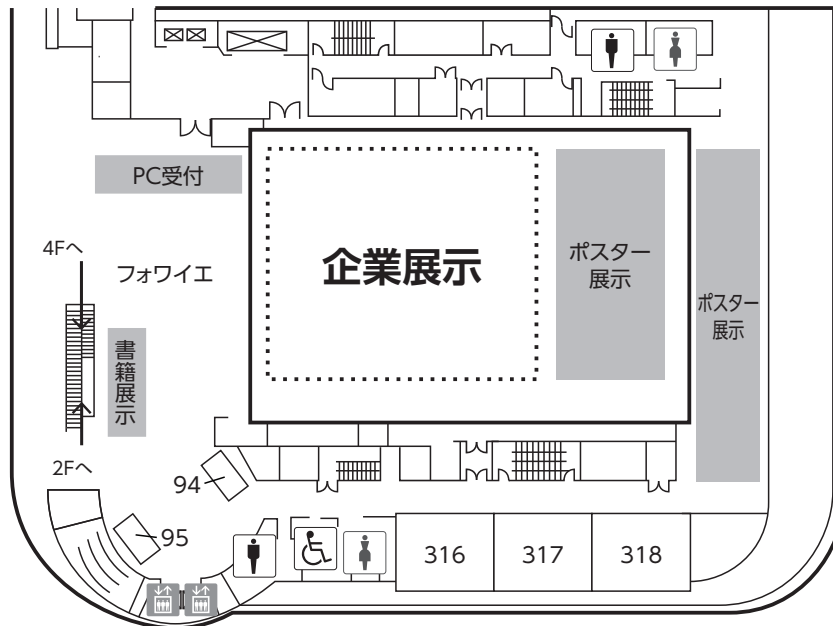 PC受付
4Fへ
フォワイエ
企業展示
ポスター
展示
ポスター
展示
書籍展示
2Fへ
94
95
316
317
318